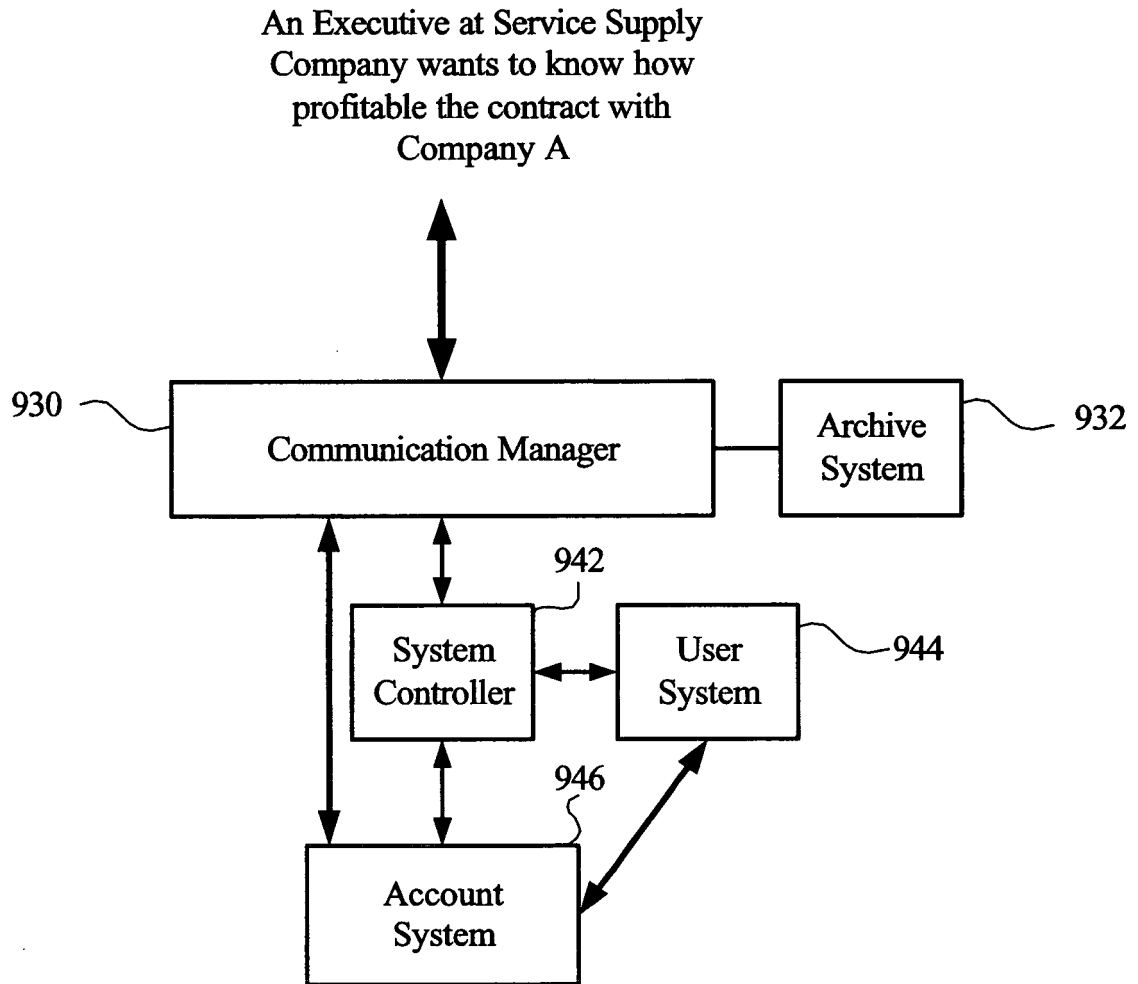 An Executive at Service Supply
Company wants to know how
profitable the contract with
Company A
930
Communication Manager
Archive
System
932
942
System
Controller
User
System
944
946
Account
System